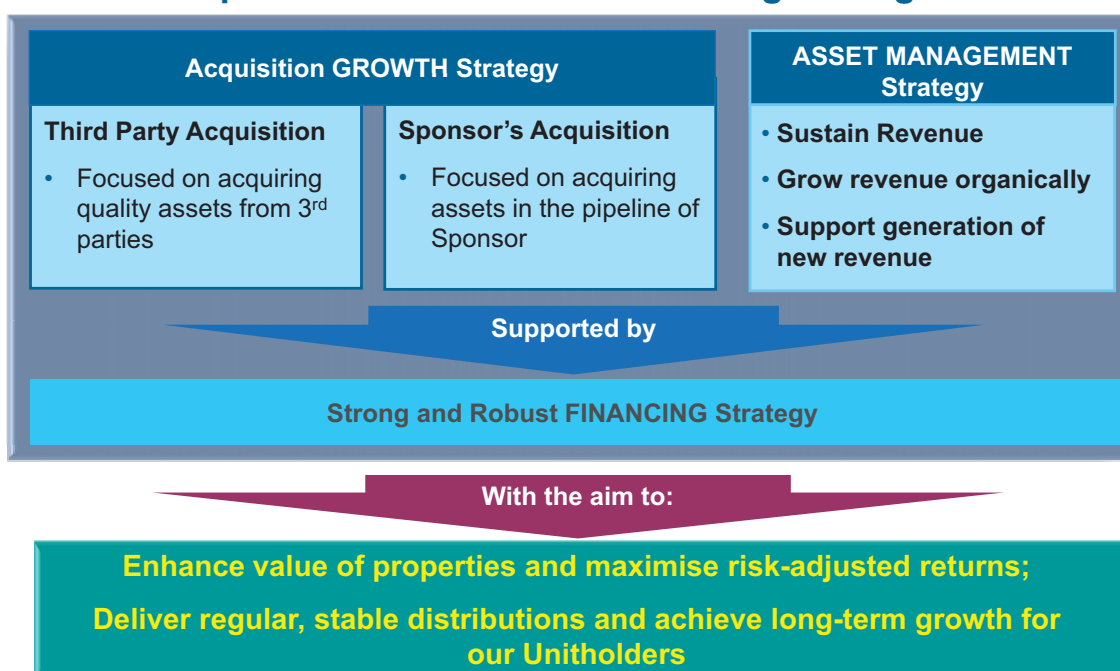 Acquisition GROWTH Strategy
Third Party Acquisition
• Focused on acquiring
quality assets from 3rd
parties
Sponsor's Acquisition
• Focused on acquiring
assets in the pipeline of
Sponsor
ASSET MANAGEMENT
Strategy
• Sustain Revenue
• Grow revenue organically
• Support generation of
new revenue
Supported by
Strong and Robust FINANCING Strategy
With the aim to:
Enhance value of properties and maximise risk-adjusted returns;
Deliver regular, stable distributions and achieve long-term growth for
our Unitholders